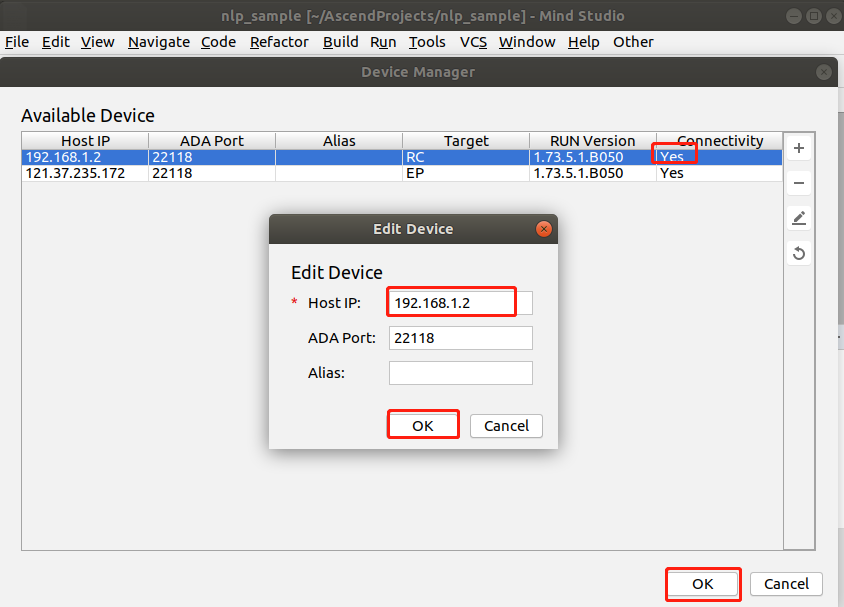 nlp_sample [~/AscendProjects/nlp_sample] - Mind Studio
File Edit View Navigate Code Refactor Build Run Tools VCS Window Help Other
Device Manager
Available Device
Host IP ADA Port Alias Target RUN Version Connectivity
192.168.1.2 22118 RC 1.73.5.1.B050 Yes
121.37.235.172 22118 EP 1.73.5.1.B050 Yes
Edit Device
Edit Device
* Host IP: 192.168.1.2
ADA Port: 22118
Alias:
OK Cancel
OK Cancel